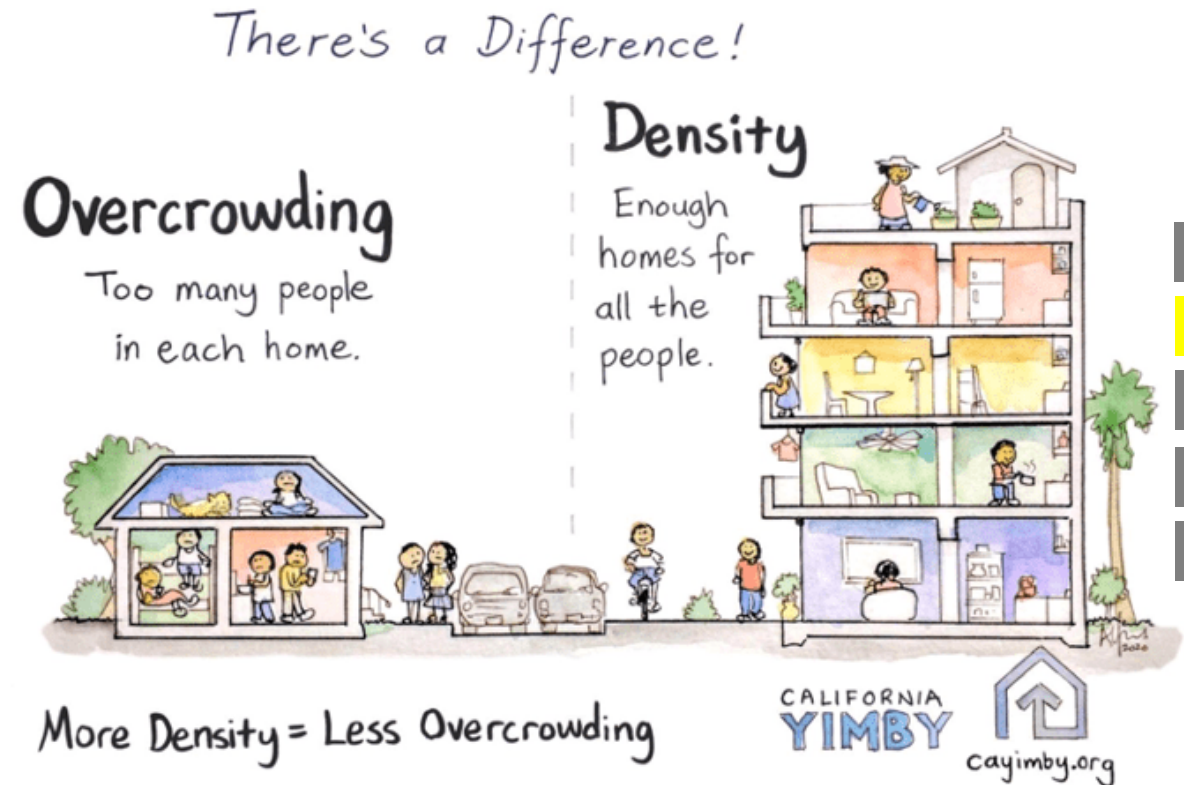 There's a Difference!
Overcrowding
Too many people
in each home.
Density
Enough
homes for
all the
people.
More Density = Less Overcrowding
CALIFORNIA
YIMBY
cayimby.org
2020